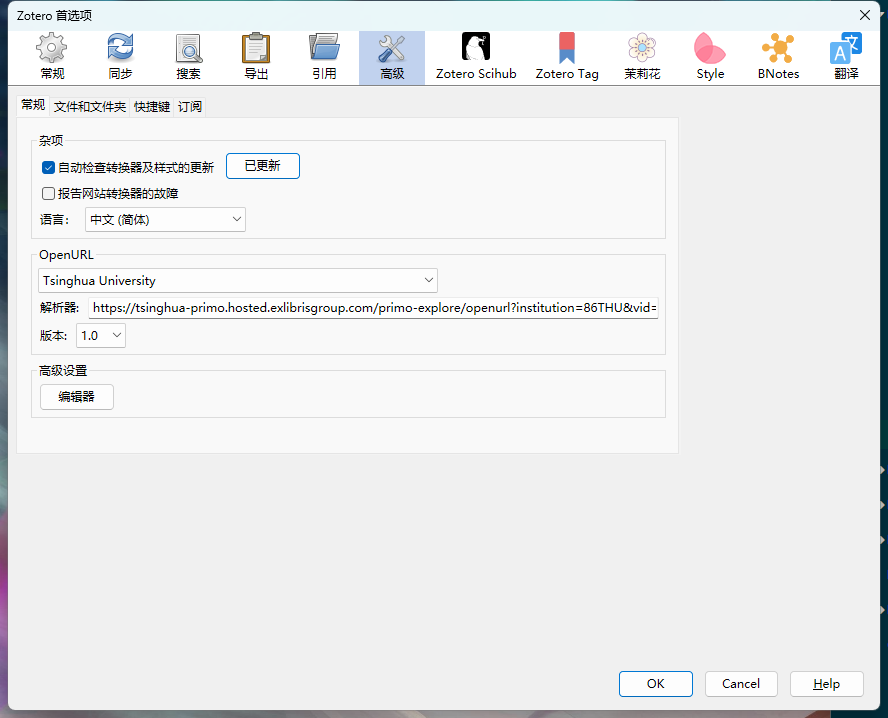 Zotero 首选项
常规 同步 搜索 导出 引用 高级 Zotero Scihub Zotero Tag 茉莉花 Style BNotes 翻译
常规 文件和文件夹 快捷键 订阅
杂项
自动检查转换器及样式的更新 已更新
报告网站转换器的故障
语言: 中文 (简体)
OpenURL
Tsinghua University
解析器: https://tsinghua-primo.hosted.exlibrisgroup.com/primo-explore/openurl?institution=86THU&vid=
版本: 1.0
高级设置
编辑器
OK Cancel Help